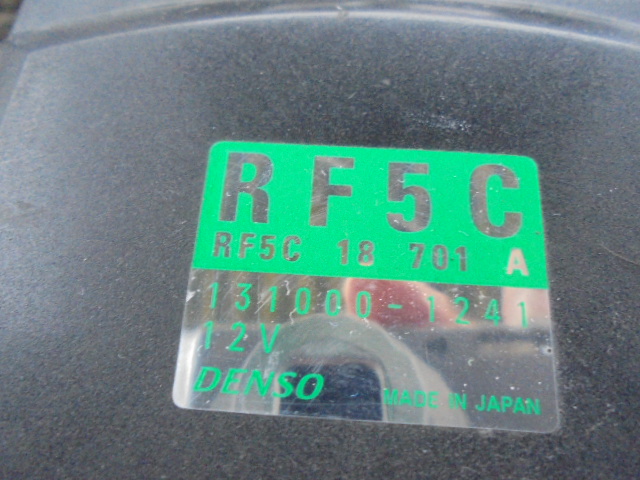 RF5C
RF5C 18 701 A
131000-1241
12V
DENSO MADE IN JAPAN